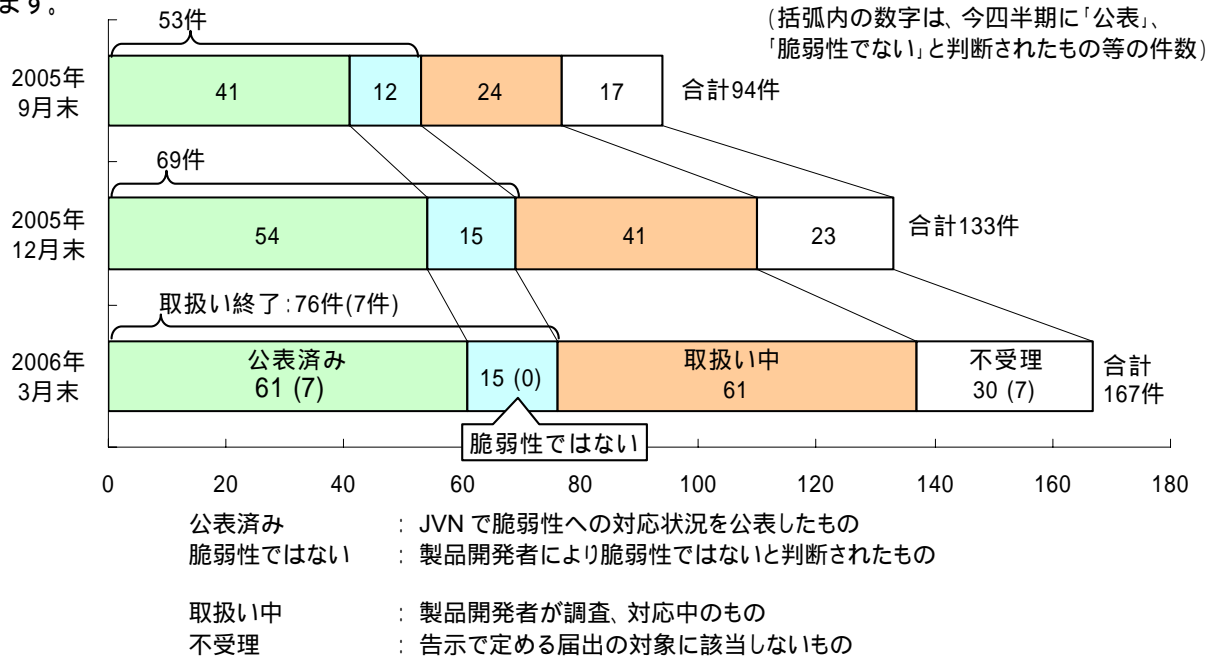 ます。
(括弧内の数字は、今四半期に「公表」、
「脆弱性でない」と判断されたもの等の件数)
53件
2005年
9月末
41 12 24 17 合計94件
69件
2005年
12月末
54 15 41 23 合計133件
取扱い終了:76件(7件)
2006年
3月末
公表済み
61 (7)
15 (0)
取扱い中
61
不受理
30 (7)
合計
167件
脆弱性ではない
0 20 40 60 80 100 120 140 160 180
公表済み : JVN で脆弱性への対応状況を公表したもの
脆弱性ではない : 製品開発者により脆弱性ではないと判断されたもの
取扱い中 : 製品開発者が調査、対応中のもの
不受理 : 告示で定める届出の対象に該当しないもの